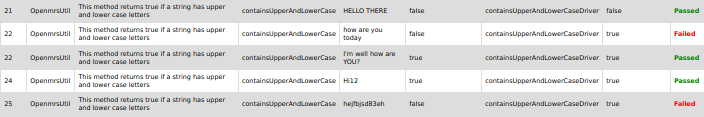 21 OpenmrsUtil This method returns true if a string has upper and lower case letters containsUpperAndLowerCase HELLO THERE false containsUpperAndLowerCaseDriver false Passed
22 OpenmrsUtil This method returns true if a string has upper and lower case letters containsUpperAndLowerCase how are you today false containsUpperAndLowerCaseDriver true Failed
22 OpenmrsUtil This method returns true if a string has upper and lower case letters containsUpperAndLowerCase I'm well how are YOU? true containsUpperAndLowerCaseDriver true Passed
24 OpenmrsUtil This method returns true if a string has upper and lower case letters containsUpperAndLowerCase Hi12 true containsUpperAndLowerCaseDriver true Passed
25 OpenmrsUtil This method returns true if a string has upper and lower case letters containsUpperAndLowerCase hejfbjsd83eh false containsUpperAndLowerCaseDriver true Failed